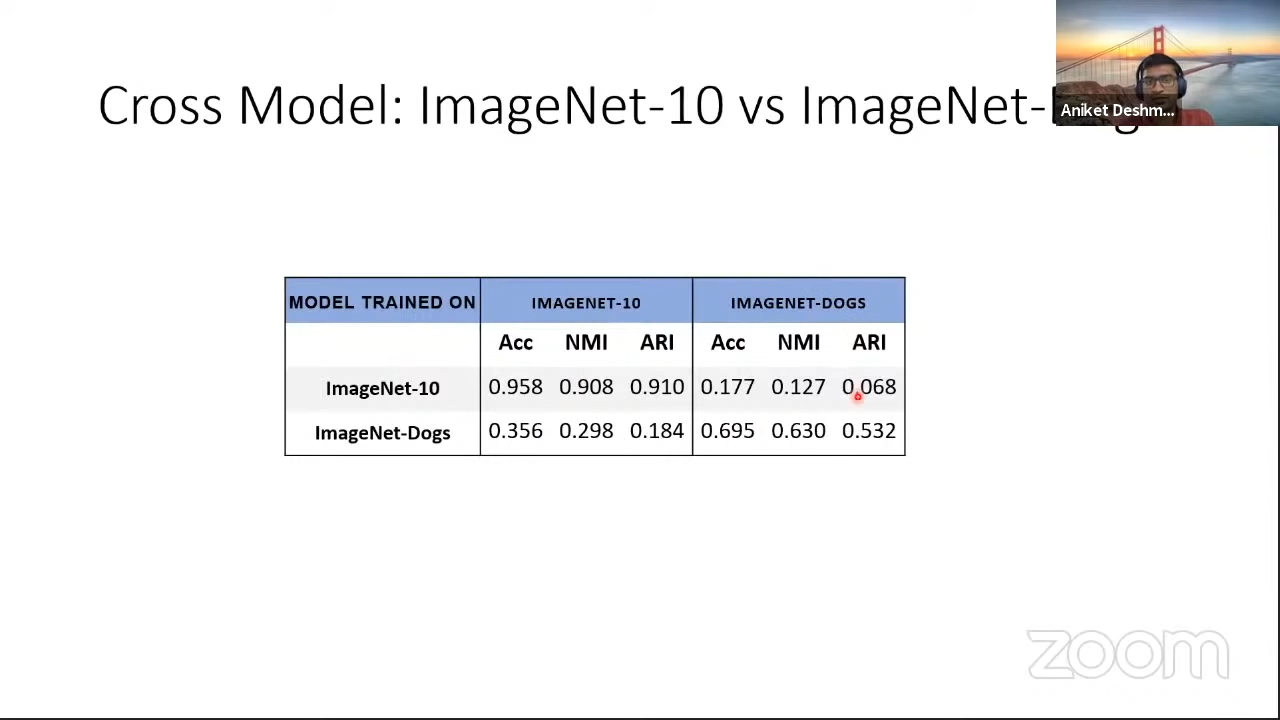 Cross Model: ImageNet-10 vs ImageNet-
Aniket Deshm...
MODEL TRAINED ON IMAGENET-10 IMAGENET-DOGS
Acc NMI ARI Acc NMI ARI
ImageNet-10 0.958 0.908 0.910 0.177 0.127 0.068
ImageNet-Dogs 0.356 0.298 0.184 0.695 0.630 0.532
zoom